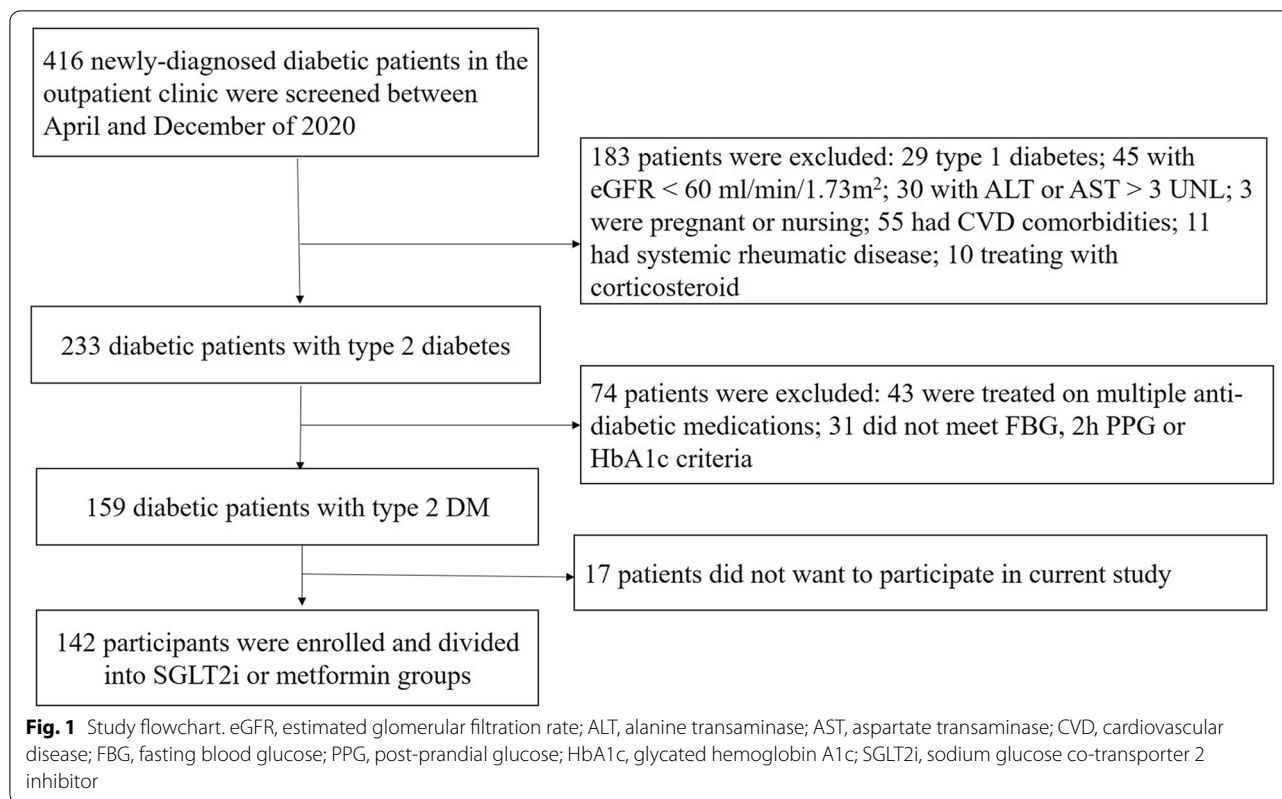 416 newly-diagnosed diabetic patients in the
outpatient clinic were screened between
April and December of 2020
183 patients were excluded: 29 type 1 diabetes; 45 with
eGFR < 60 ml/min/1.73m²; 30 with ALT or AST > 3 UNL; 3
were pregnant or nursing; 55 had CVD comorbidities; 11
had systemic rheumatic disease; 10 treating with
corticosteroid
233 diabetic patients with type 2 diabetes
74 patients were excluded: 43 were treated on multiple anti-
diabetic medications; 31 did not meet FBG, 2h PPG or
HbA1c criteria
159 diabetic patients with type 2 DM
17 patients did not want to participate in current study
142 participants were enrolled and divided
into SGLT2i or metformin groups
Fig. 1 Study flowchart. eGFR, estimated glomerular filtration rate; ALT, alanine transaminase; AST, aspartate transaminase; CVD, cardiovascular
disease; FBG, fasting blood glucose; PPG, post-prandial glucose; HbA1c, glycated hemoglobin A1c; SGLT2i, sodium glucose co-transporter 2
inhibitor